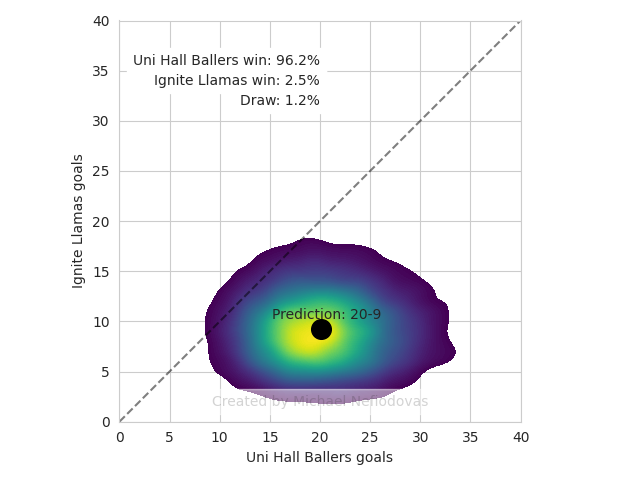 40
35
30
25
20
15
10
5
0
Ignite Llamas goals
Uni Hall Ballers win: 96.2%
Ignite Llamas win: 2.5%
Draw: 1.2%
Prediction: 20-9
Created by Michael Nefiodovas
0 5 10 15 20 25 30 35 40
Uni Hall Ballers goals